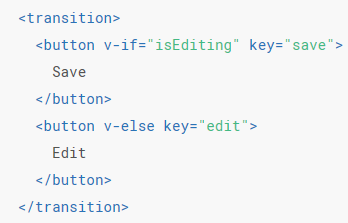 <transition>
  <button v-if="isEditing" key="save">
    Save
  </button>
  <button v-else key="edit">
    Edit
  </button>
</transition>